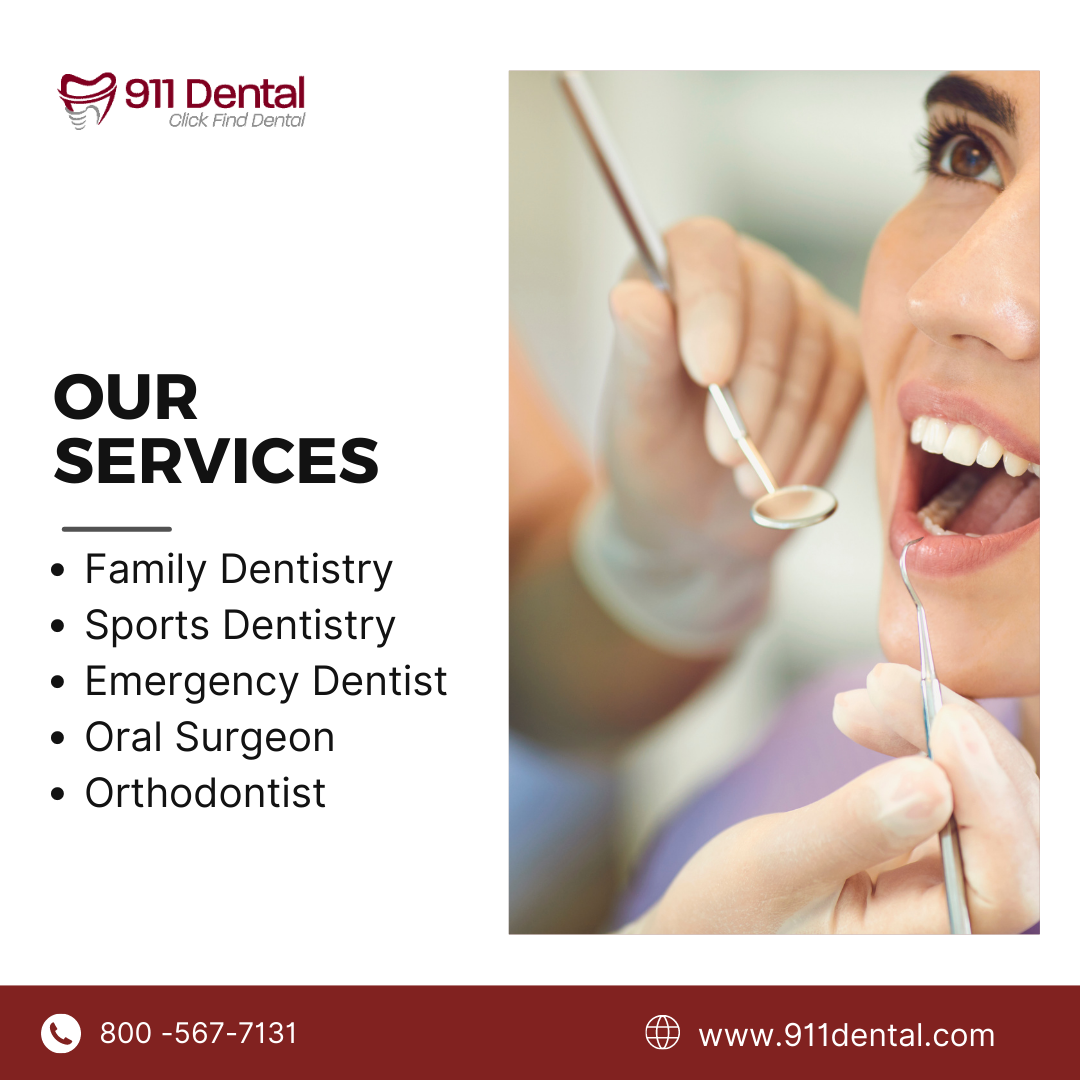 911 Dental
Click Find Dental
OUR
SERVICES
• Family Dentistry
• Sports Dentistry
• Emergency Dentist
• Oral Surgeon
• Orthodontist
800 -567-7131
www.911dental.com